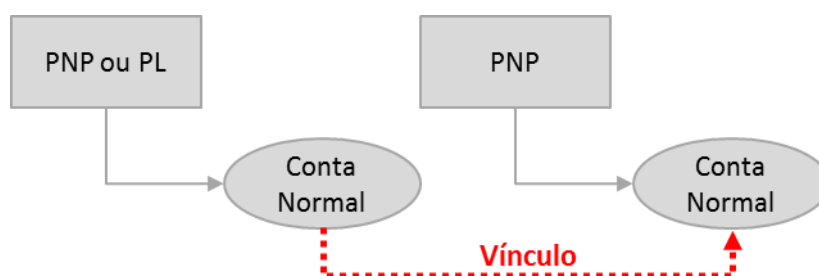 PNP ou PL
PNP
Conta
Normal
Conta
Normal
Vínculo